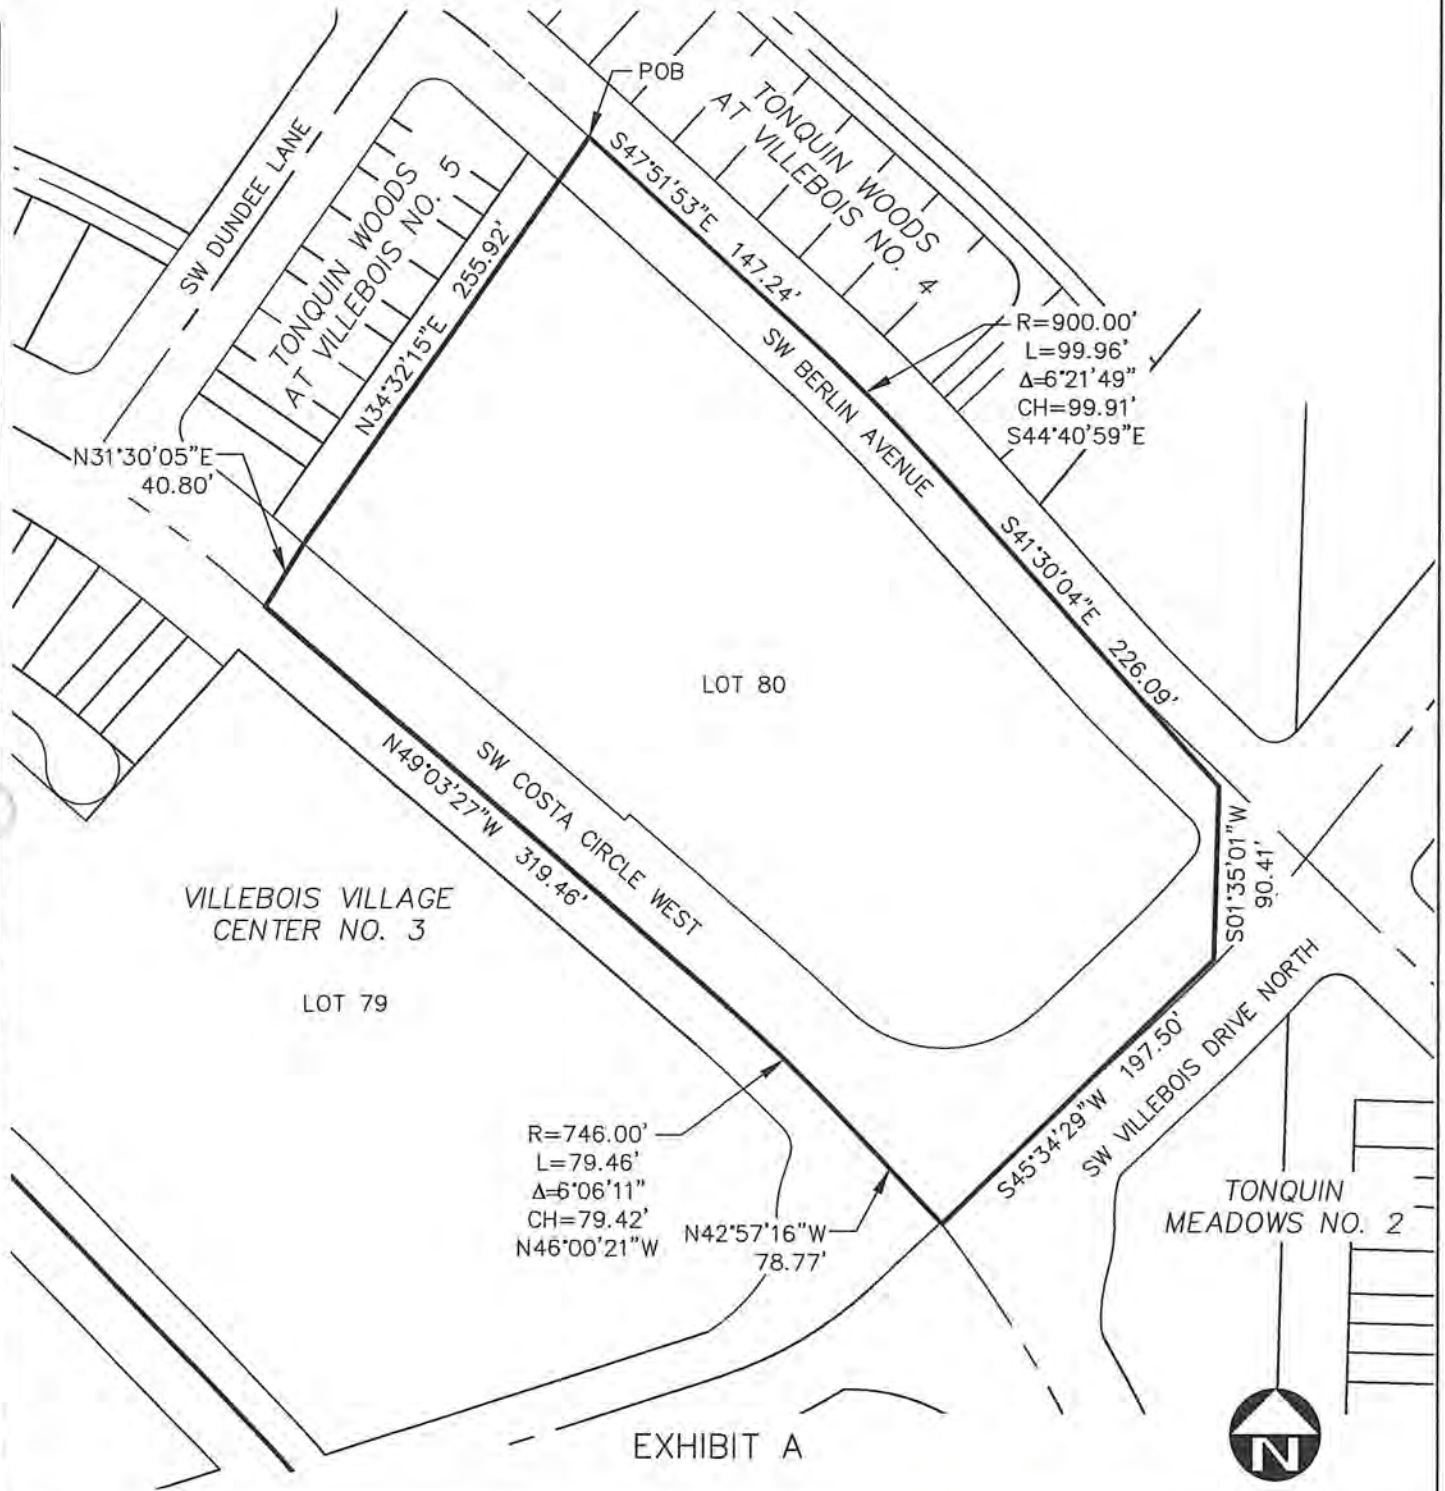 POB
TONQUIN WOODS
AT VILLEBOIS
NO. 4
S47°51'53"E 147.24'
SW DUNDEE LANE
TONQUIN WOODS
AT VILLEBOIS NO. 5
N34°32'15"E 255.92'
R=900.00'
L=99.96'
Δ=6°21'49"
CH=99.91'
S44°40'59"E
SW BERLIN AVENUE
N31°30'05"E
40.80'
S41°30'04"E 226.09'
LOT 80
N49°03'27"W 319.46'
SW COSTA CIRCLE WEST
S01°35'01"W
90.41'
VILLEBOIS VILLAGE
CENTER NO. 3
LOT 79
S45°34'29"W 197.50'
SW VILLEBOIS DRIVE NORTH
R=746.00'
L=79.46'
Δ=6°06'11"
CH=79.42'
N46°00'21"W
N42°57'16"W
78.77'
TONQUIN
MEADOWS NO. 2
EXHIBIT A
N